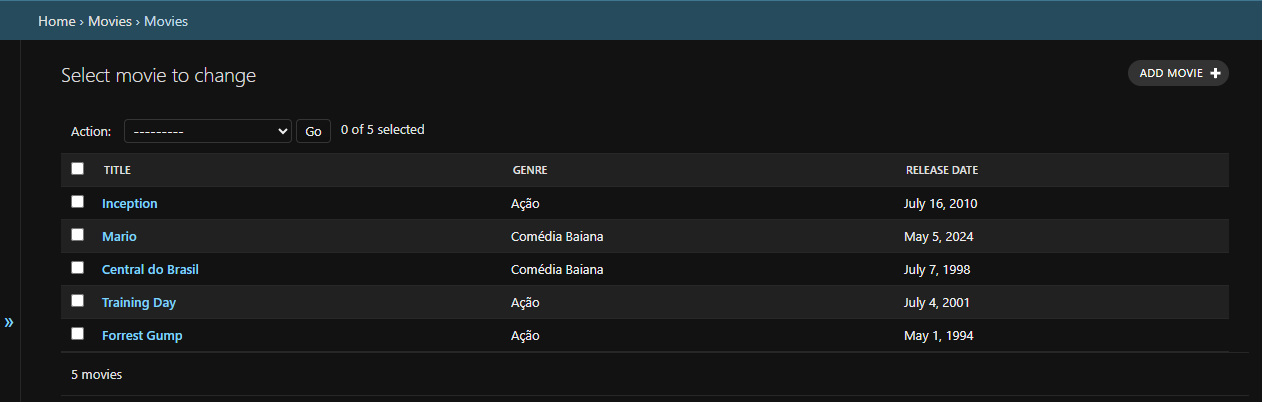 Home › Movies › Movies
Select movie to change
ADD MOVIE +
Action: --------- Go 0 of 5 selected
TITLE GENRE RELEASE DATE
Inception Ação July 16, 2010
Mario Comédia Baiana May 5, 2024
Central do Brasil Comédia Baiana July 7, 1998
Training Day Ação July 4, 2001
»
Forrest Gump Ação May 1, 1994
5 movies